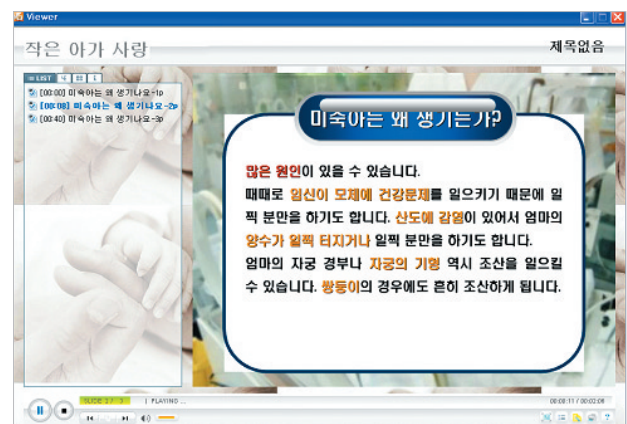 Viewer
작은 아가 사랑
제목없음
LIST
[00:00] 미숙아는 왜 생기나요-1p
[00:08] 미숙아는 왜 생기나요-2p
[00:40] 미숙아는 왜 생기나요-3p
미숙아는 왜 생기는가?
많은 원인이 있을 수 있습니다.
때때로 임신이 모체에 건강문제를 일으키기 때문에 일
찍 분만을 하기도 합니다. 산도에 감염이 있어서 엄마의
양수가 일찍 터지거나 일찍 분만을 하기도 합니다.
엄마의 자궁 경부나 자궁의 기형 역시 조산을 일으킬
수 있습니다. 쌍둥이의 경우에도 흔히 조산하게 됩니다.
SLIDE 2 / 3 | PLAYING ...
00:08:11 / 00:02:08